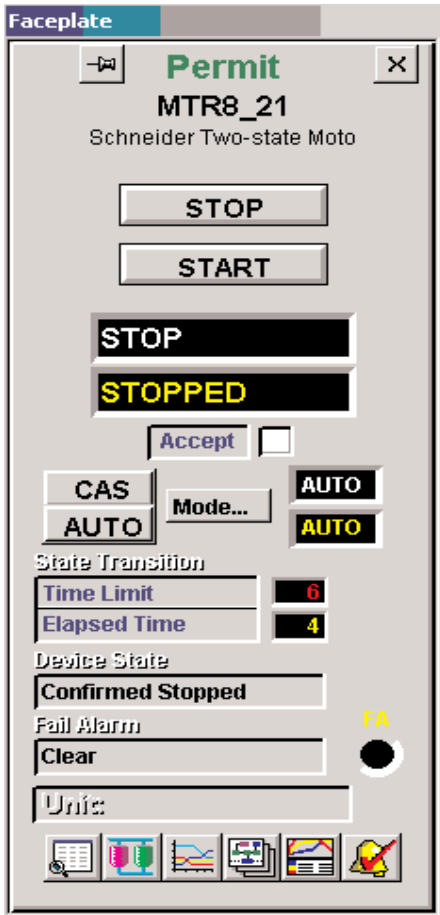 Faceplate
Permit
MTR8_21
Schneider Two-state Moto
STOP
START
STOP
STOPPED
Accept
CAS
AUTO
Mode...
AUTO
AUTO
State Transition
Time Limit 6
Elapsed Time 4
Device State
Confirmed Stopped
Fail Alarm
FA
Clear
Unit: